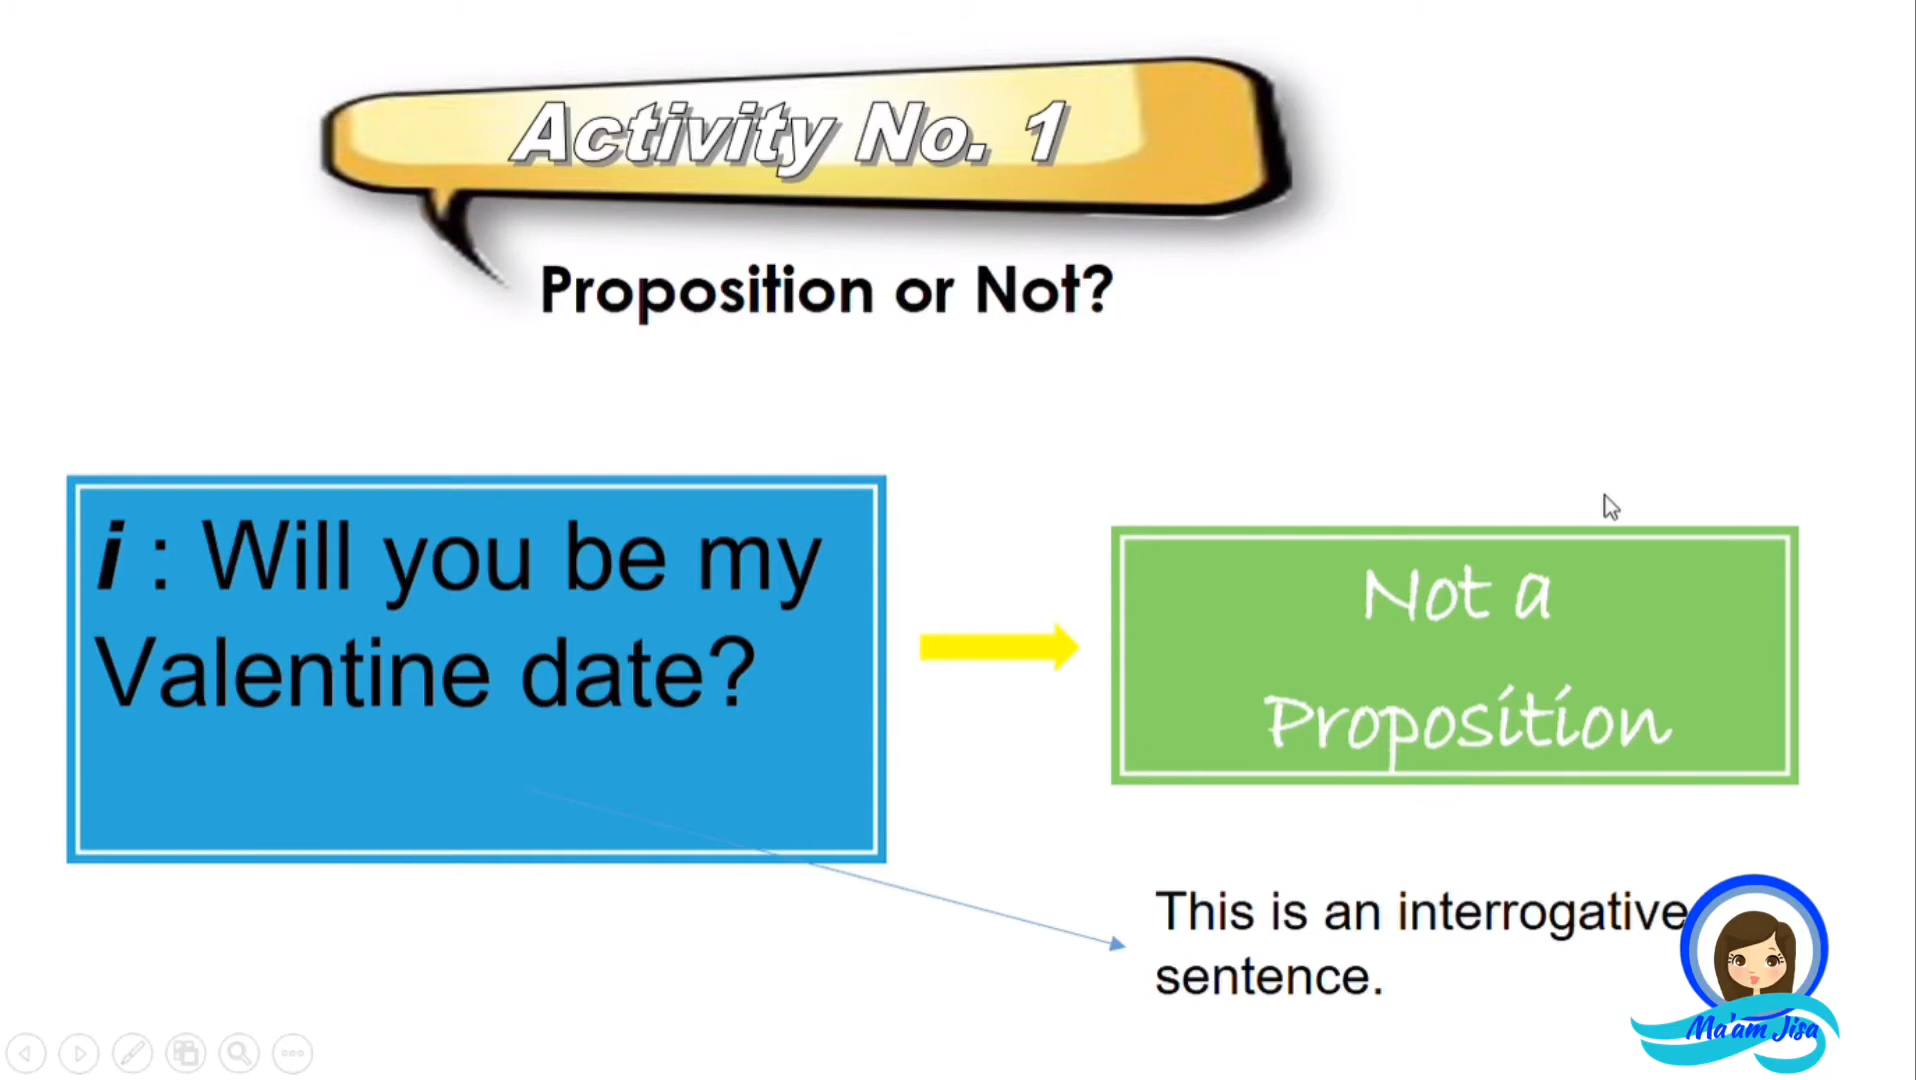 Activity No. 1
Proposition or Not?
i : Will you be my
Valentine date?
Not a
Proposition
This is an interrogative
sentence.
Ma'am Jisa